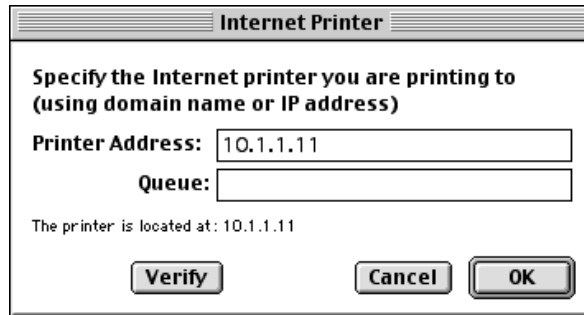 Internet Printer
Specify the Internet printer you are printing to
(using domain name or IP address)
Printer Address: 10.1.1.11
Queue:
The printer is located at: 10.1.1.11
Verify Cancel OK